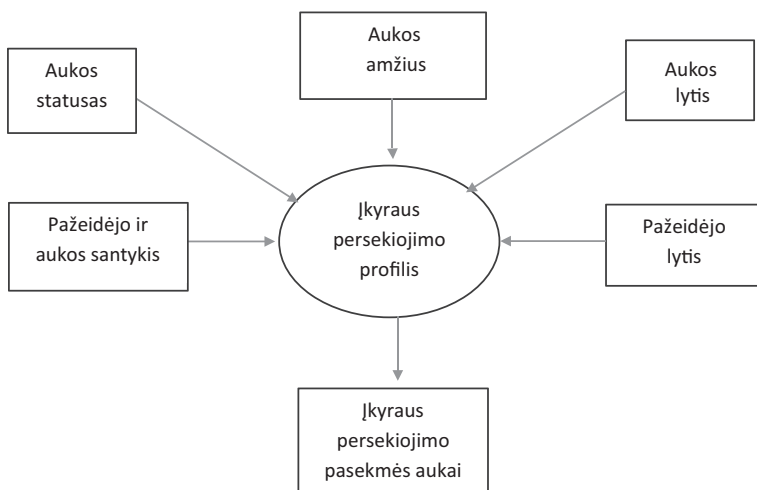 Aukos
statusas
Aukos
amžius
Aukos
lytis
Pažeidėjo ir
aukos santykis
Įkyraus
persekiojimo
profilis
Pažeidėjo
lytis
Įkyraus
persekiojimo
pasekmės aukai